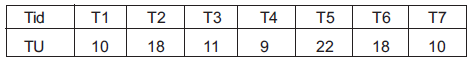 Tid T1 T2 T3 T4 T5 T6 T7
TU 10 18 11 9 22 18 10